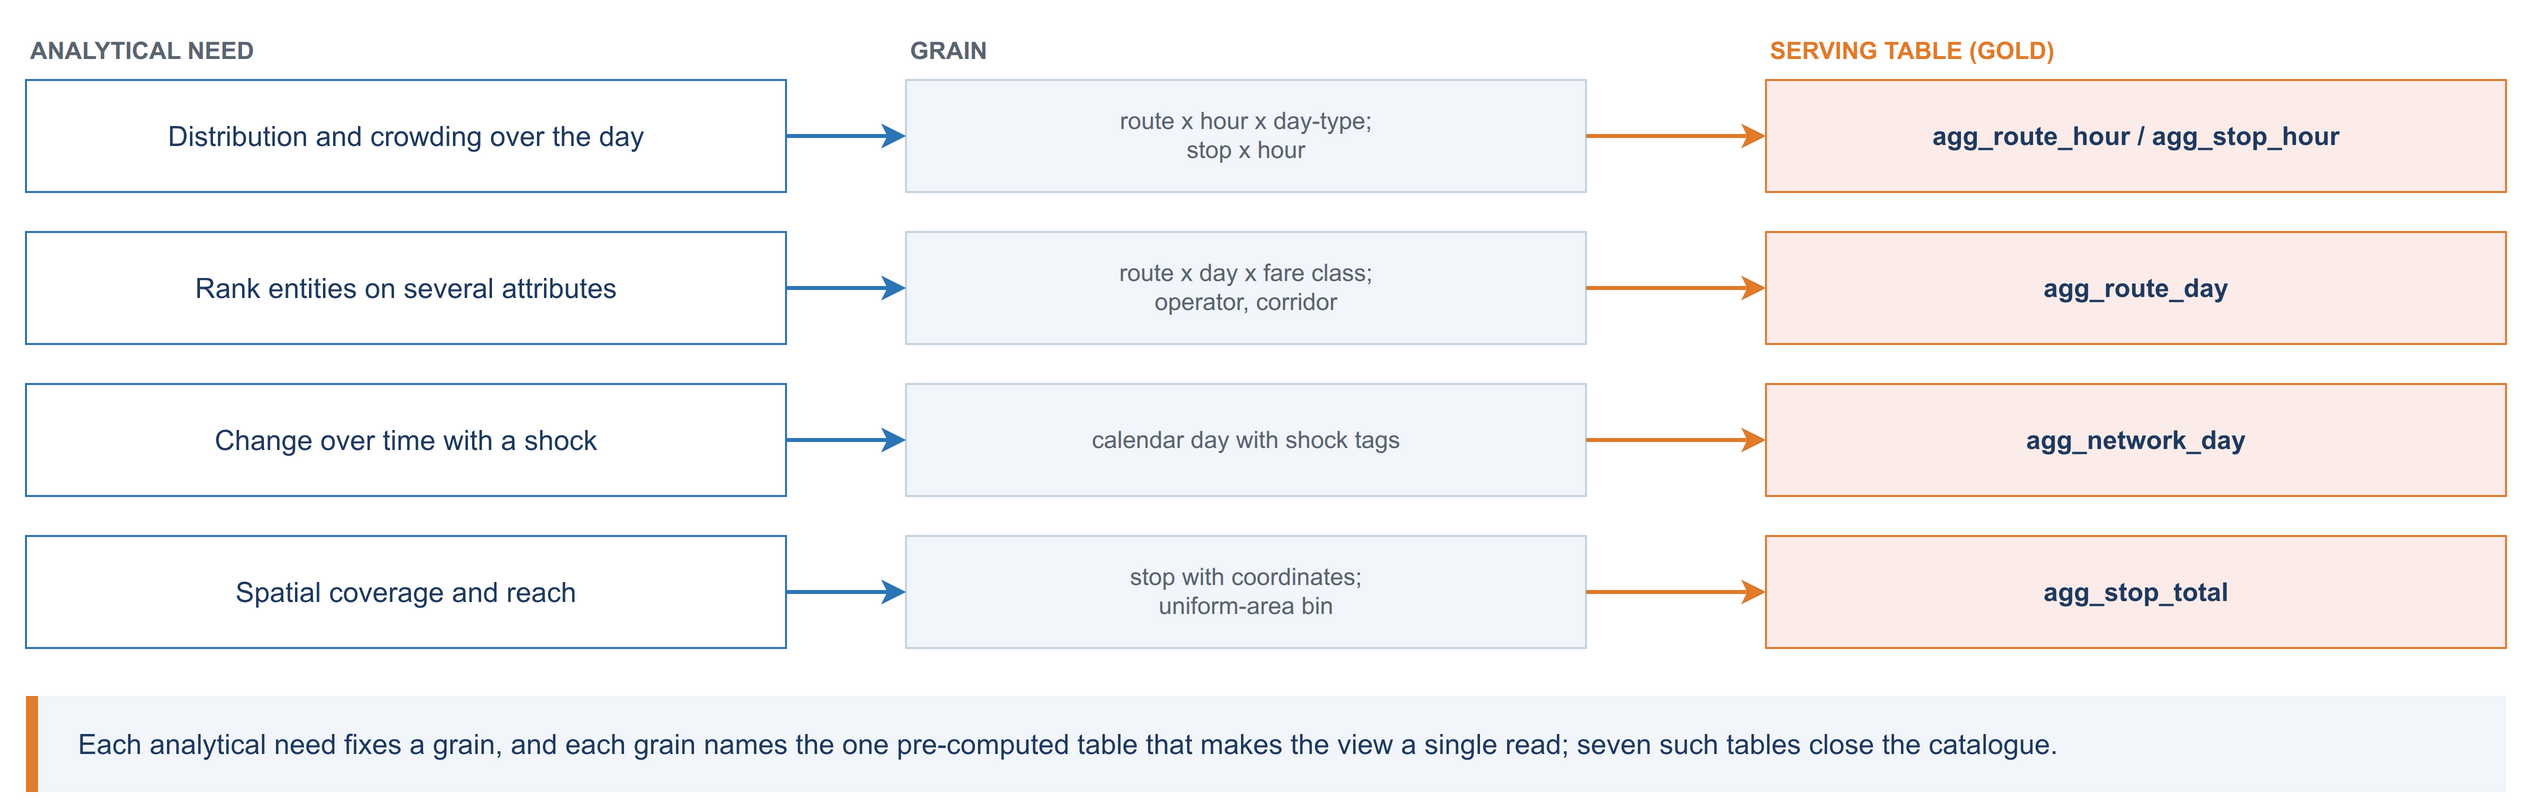 ANALYTICAL NEED
GRAIN
SERVING TABLE (GOLD)
Distribution and crowding over the day
route x hour x day-type;
stop x hour
agg_route_hour / agg_stop_hour
Rank entities on several attributes
route x day x fare class;
operator, corridor
agg_route_day
Change over time with a shock
calendar day with shock tags
agg_network_day
Spatial coverage and reach
stop with coordinates;
uniform-area bin
agg_stop_total
Each analytical need fixes a grain, and each grain names the one pre-computed table that makes the view a single read; seven such tables close the catalogue.